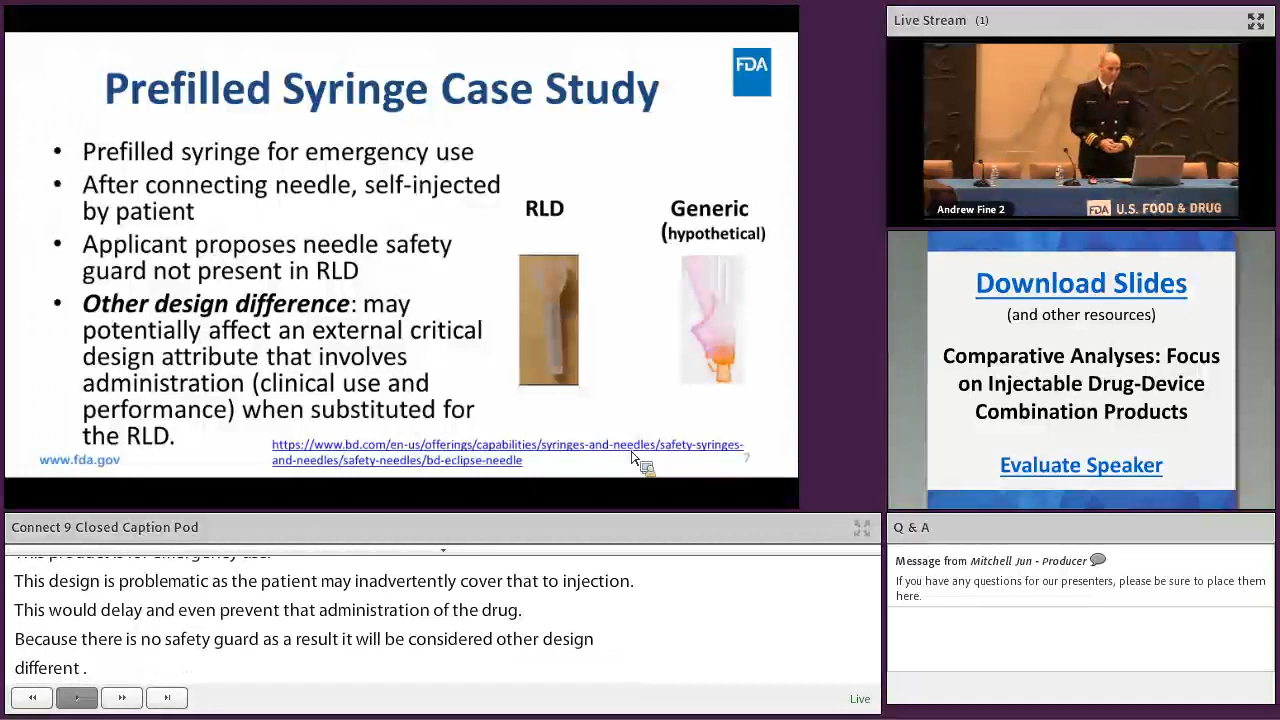 FDA
Prefilled Syringe Case Study
• Prefilled syringe for emergency use
• After connecting needle, self-injected
by patient
• Applicant proposes needle safety
guard not present in RLD
• Other design difference: may
potentially affect an external critical
design attribute that involves
administration (clinical use and
performance) when substituted for
the RLD.
RLD
Generic
(hypothetical)
https://www.bd.com/en-us/offerings/capabilities/syringes-and-needles/safety-syringes-
and-needles/safety-needles/bd-eclipse-needle
www.fda.gov
7
Live Stream (1)
Andrew Fine 2
FDA U.S. FOOD & DRUG
Download Slides
(and other resources)
Comparative Analyses: Focus
on Injectable Drug-Device
Combination Products
Evaluate Speaker
Connect 9 Closed Caption Pod
This product is for emergency use.
This design is problematic as the patient may inadvertently cover that to injection.
This would delay and even prevent that administration of the drug.
Because there is no safety guard as a result it will be considered other design
different .
Live
Q & A
Message from Mitchell Jun - Producer
If you have any questions for our presenters, please be sure to place them
here.